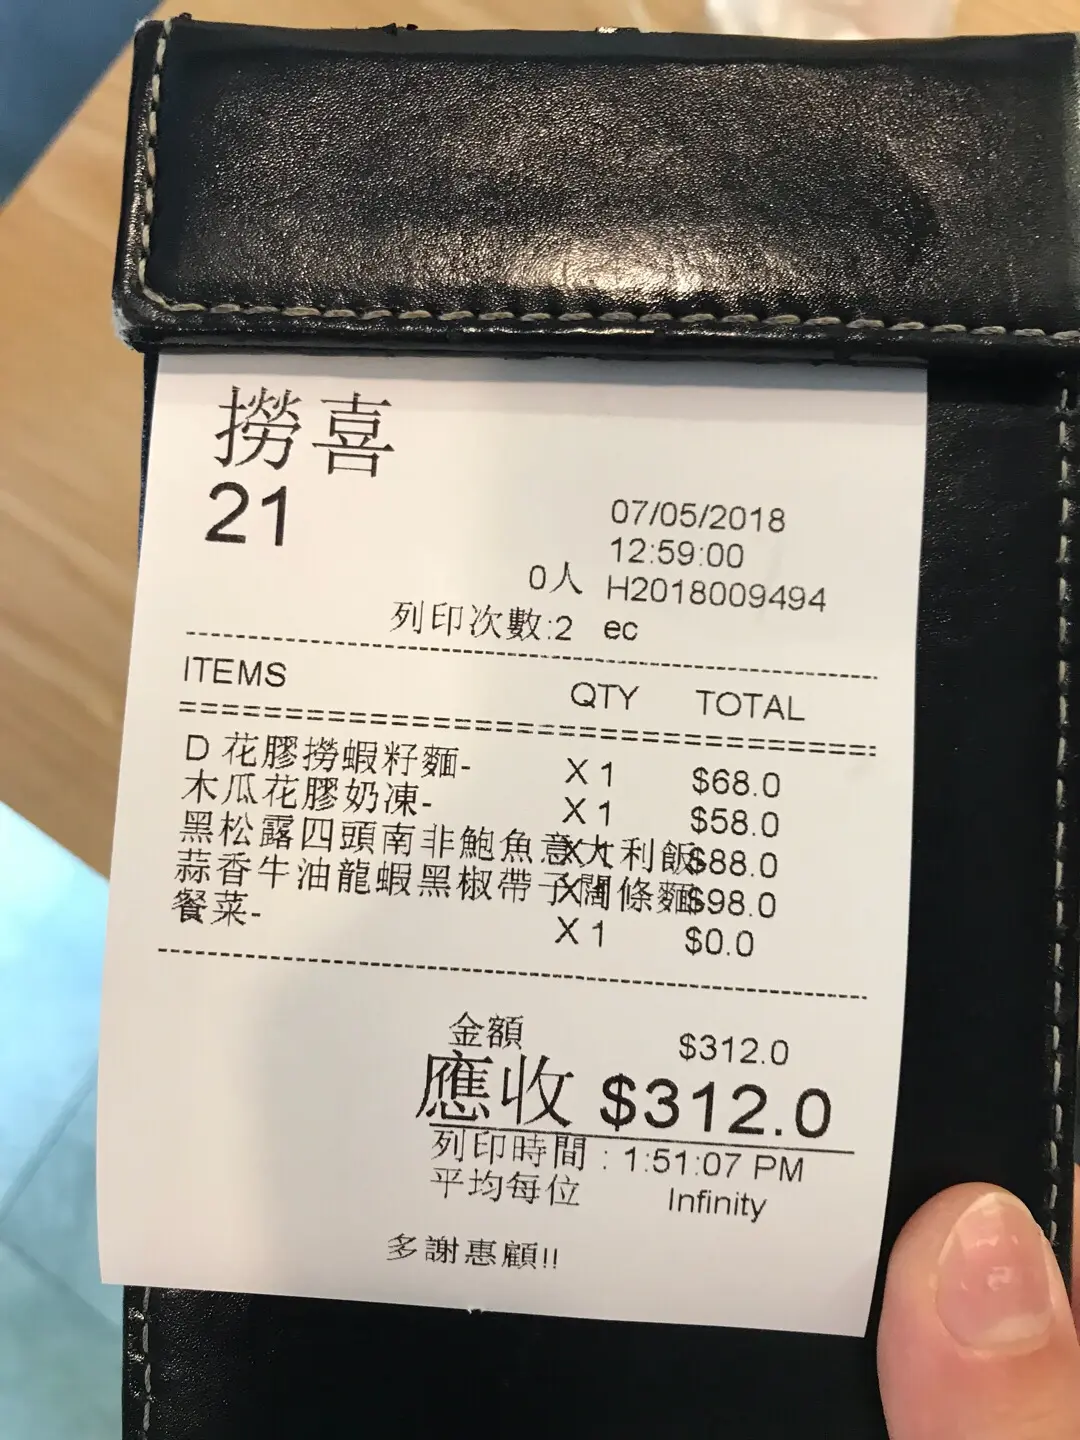 撈喜
21
07/05/2018
12:59:00
0人 H2018009494
列印次數:2 ec
ITEMS QTY TOTAL
D 花膠撈蝦籽麵- X 1 $68.0
木瓜花膠奶凍- X 1 $58.0
黑松露四頭南非鮑魚意大利飯 X 1 $88.0
蒜香牛油龍蝦黑椒帶子闊條麵 X 1 $98.0
餐菜- X 1 $0.0
金額 $312.0
應收 $312.0
列印時間 : 1:51:07 PM
平均每位 Infinity
多謝惠顧!!